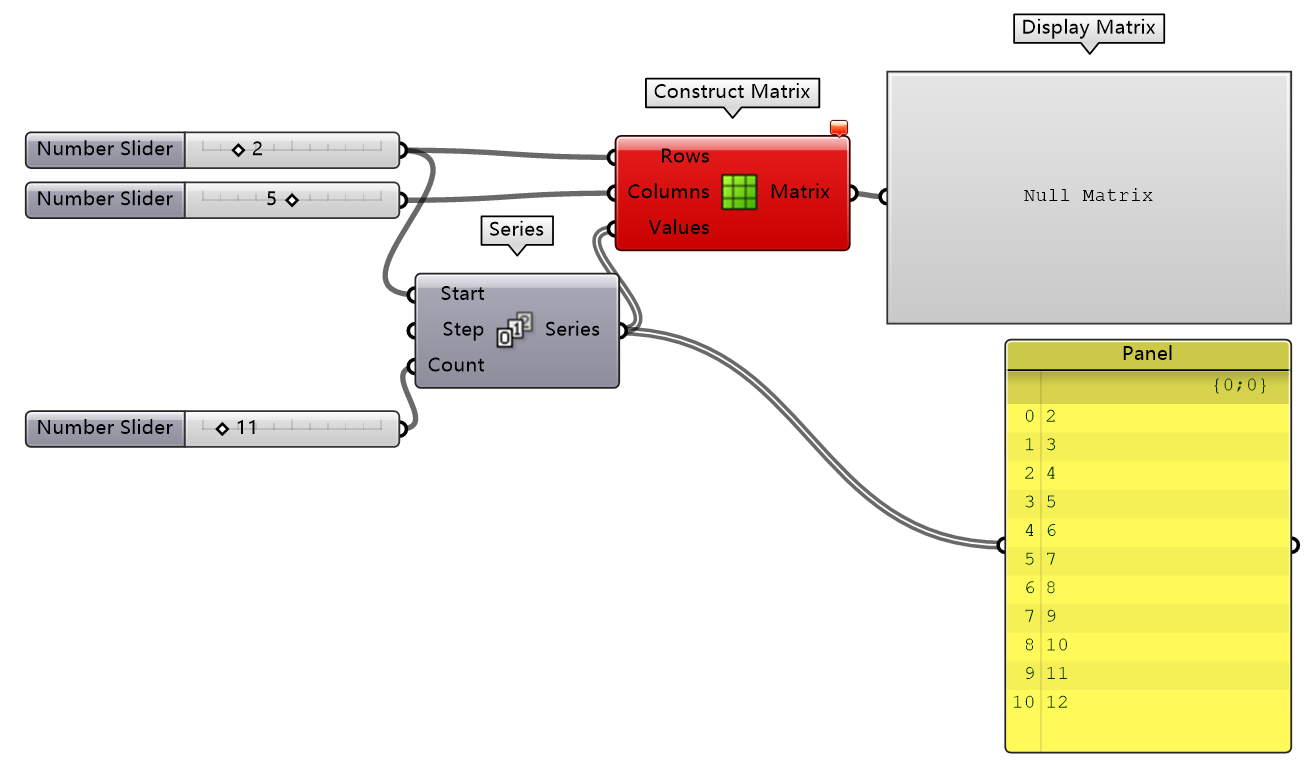 Display Matrix
Construct Matrix
Number Slider 2
Rows
Number Slider 5
Columns Matrix
Null Matrix
Values
Series
Start
Step Series
Count
Number Slider 11
Panel
{0;0}
0 2
1 3
2 4
3 5
4 6
5 7
6 8
7 9
8 10
9 11
10 12